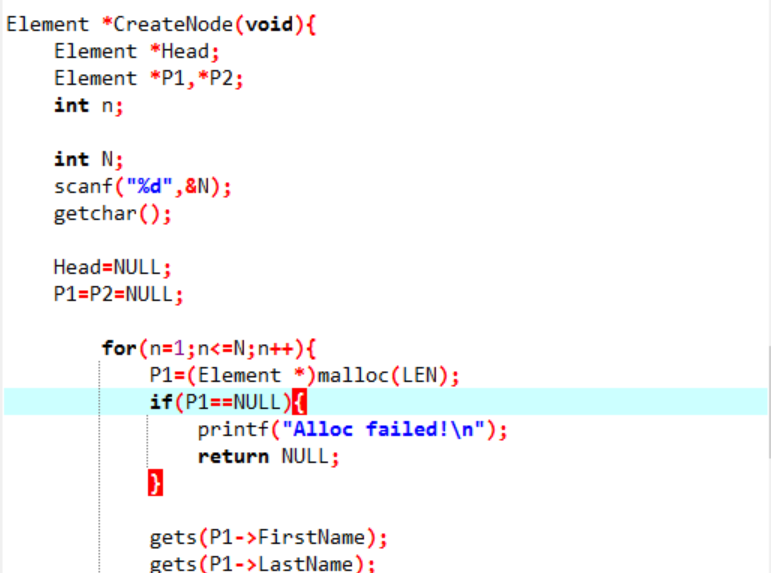 Element *CreateNode(void){
    Element *Head;
    Element *P1,*P2;
    int n;

    int N;
    scanf("%d",&N);
    getchar();

    Head=NULL;
    P1=P2=NULL;

        for(n=1;n<=N;n++){
            P1=(Element *)malloc(LEN);
            if(P1==NULL){
                printf("Alloc failed!\n");
                return NULL;
            }

            gets(P1->FirstName);
            gets(P1->LastName);